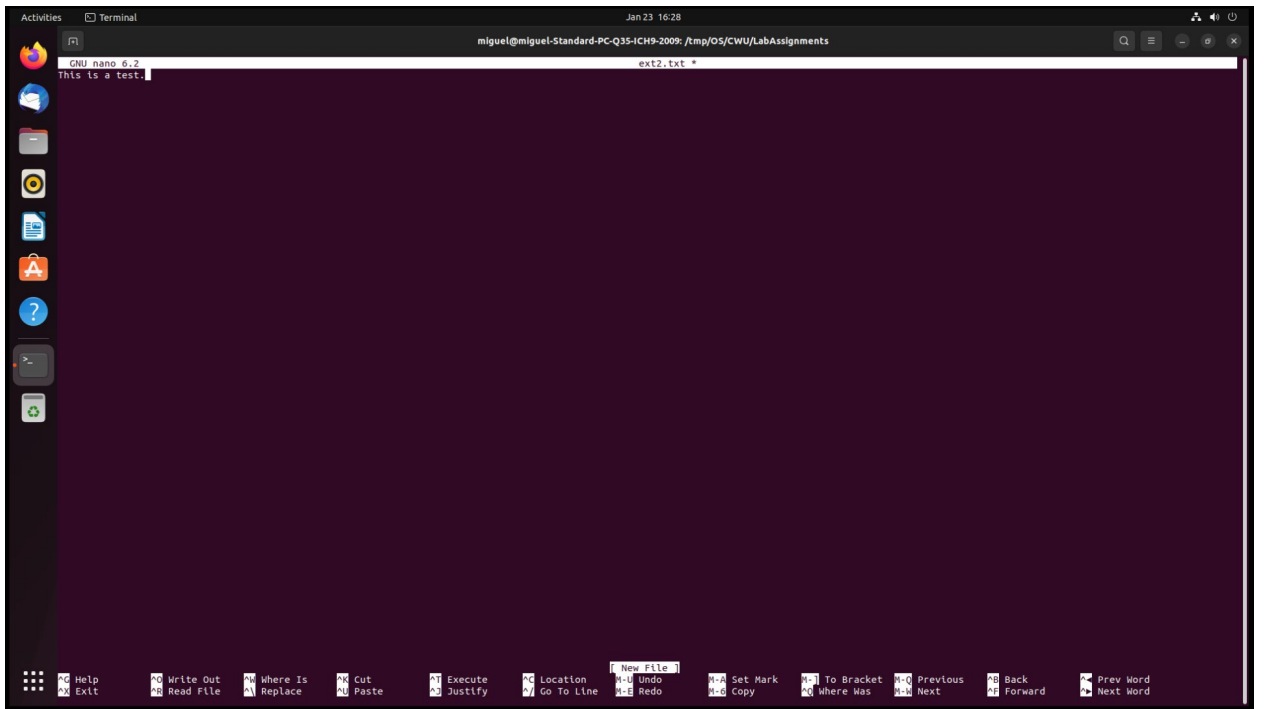 Activities Terminal Jan 23 16:28
miguel@miguel-Standard-PC-Q35-ICH9-2009: /tmp/OS/CWU/LabAssignments
GNU nano 6.2 ext2.txt *
This is a test.
[ New File ]
^G Help ^O Write Out ^W Where Is ^K Cut ^T Execute ^C Location M-U Undo M-A Set Mark M-] To Bracket M-Q Previous ^B Back ^◄ Prev Word
^X Exit ^R Read File ^\ Replace ^U Paste ^J Justify ^/ Go To Line M-E Redo M-6 Copy ^Q Where Was M-W Next ^F Forward ^► Next Word